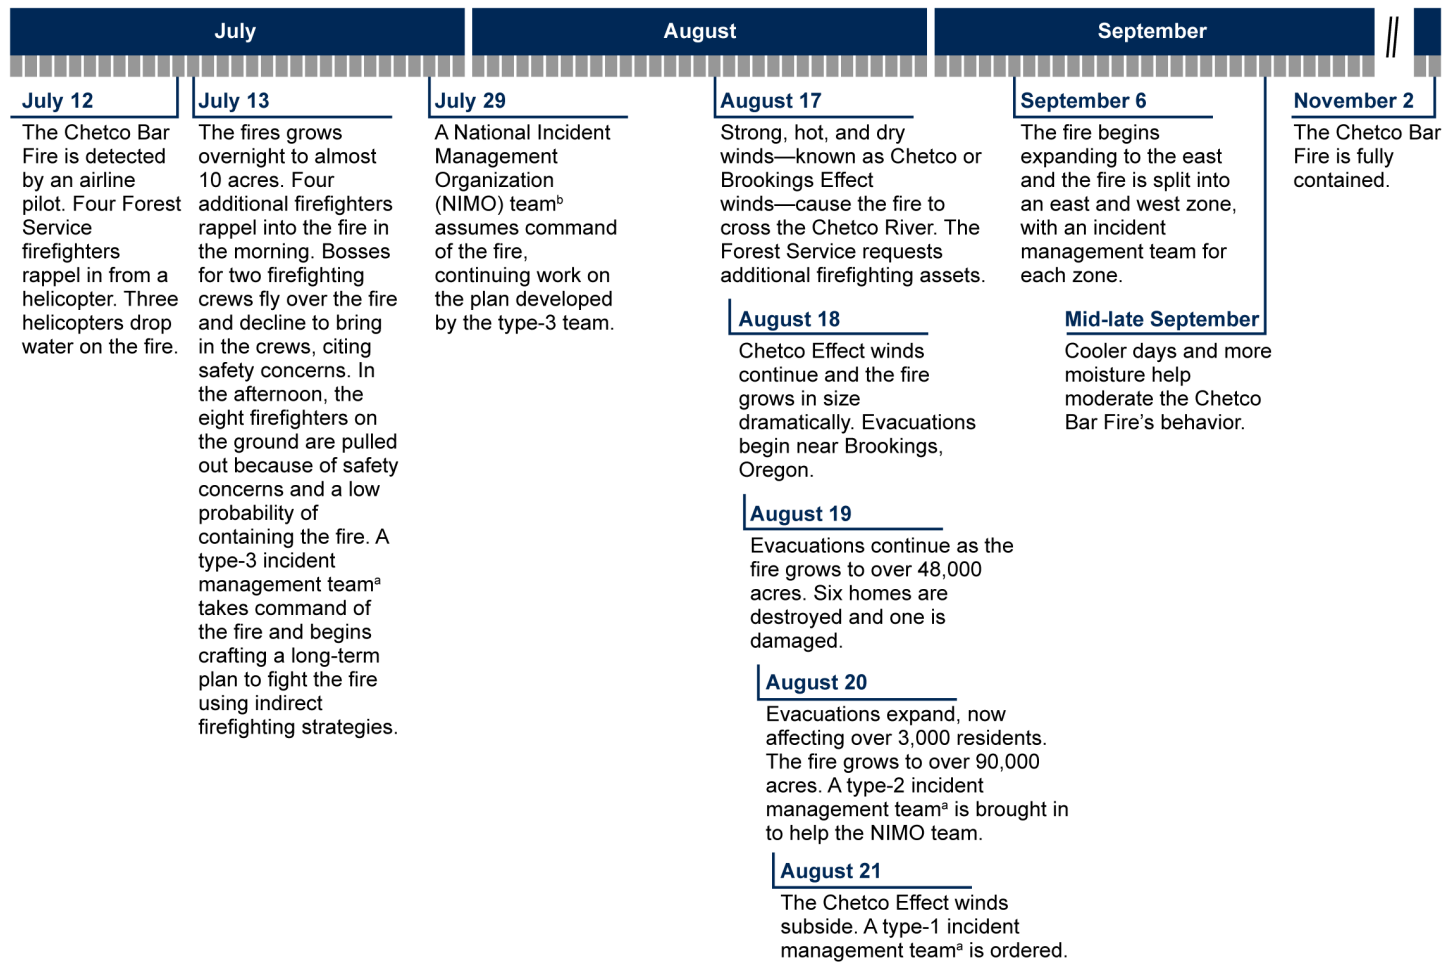 July
August
September
July 12
The Chetco Bar
Fire is detected
by an airline
pilot. Four Forest
Service
firefighters
rappel in from a
helicopter. Three
helicopters drop
water on the fire.
July 13
The fires grows
overnight to almost
10 acres. Four
additional firefighters
rappel into the fire in
the morning. Bosses
for two firefighting
crews fly over the fire
and decline to bring
in the crews, citing
safety concerns. In
the afternoon, the
eight firefighters on
the ground are pulled
out because of safety
concerns and a low
probability of
containing the fire. A
type-3 incident
management teamᵃ
takes command of
the fire and begins
crafting a long-term
plan to fight the fire
using indirect
firefighting strategies.
July 29
A National Incident
Management
Organization
(NIMO) teamᵇ
assumes command
of the fire,
continuing work on
the plan developed
by the type-3 team.
August 17
Strong, hot, and dry
winds—known as Chetco or
Brookings Effect
winds—cause the fire to
cross the Chetco River. The
Forest Service requests
additional firefighting assets.
August 18
Chetco Effect winds
continue and the fire
grows in size
dramatically. Evacuations
begin near Brookings,
Oregon.
August 19
Evacuations continue as the
fire grows to over 48,000
acres. Six homes are
destroyed and one is
damaged.
August 20
Evacuations expand, now
affecting over 3,000 residents.
The fire grows to over 90,000
acres. A type-2 incident
management teamᵃ is brought in
to help the NIMO team.
August 21
The Chetco Effect winds
subside. A type-1 incident
management teamᵃ is ordered.
September 6
The fire begins
expanding to the east
and the fire is split into
an east and west zone,
with an incident
management team for
each zone.
Mid-late September
Cooler days and more
moisture help
moderate the Chetco
Bar Fire's behavior.
November 2
The Chetco Bar
Fire is fully
contained.